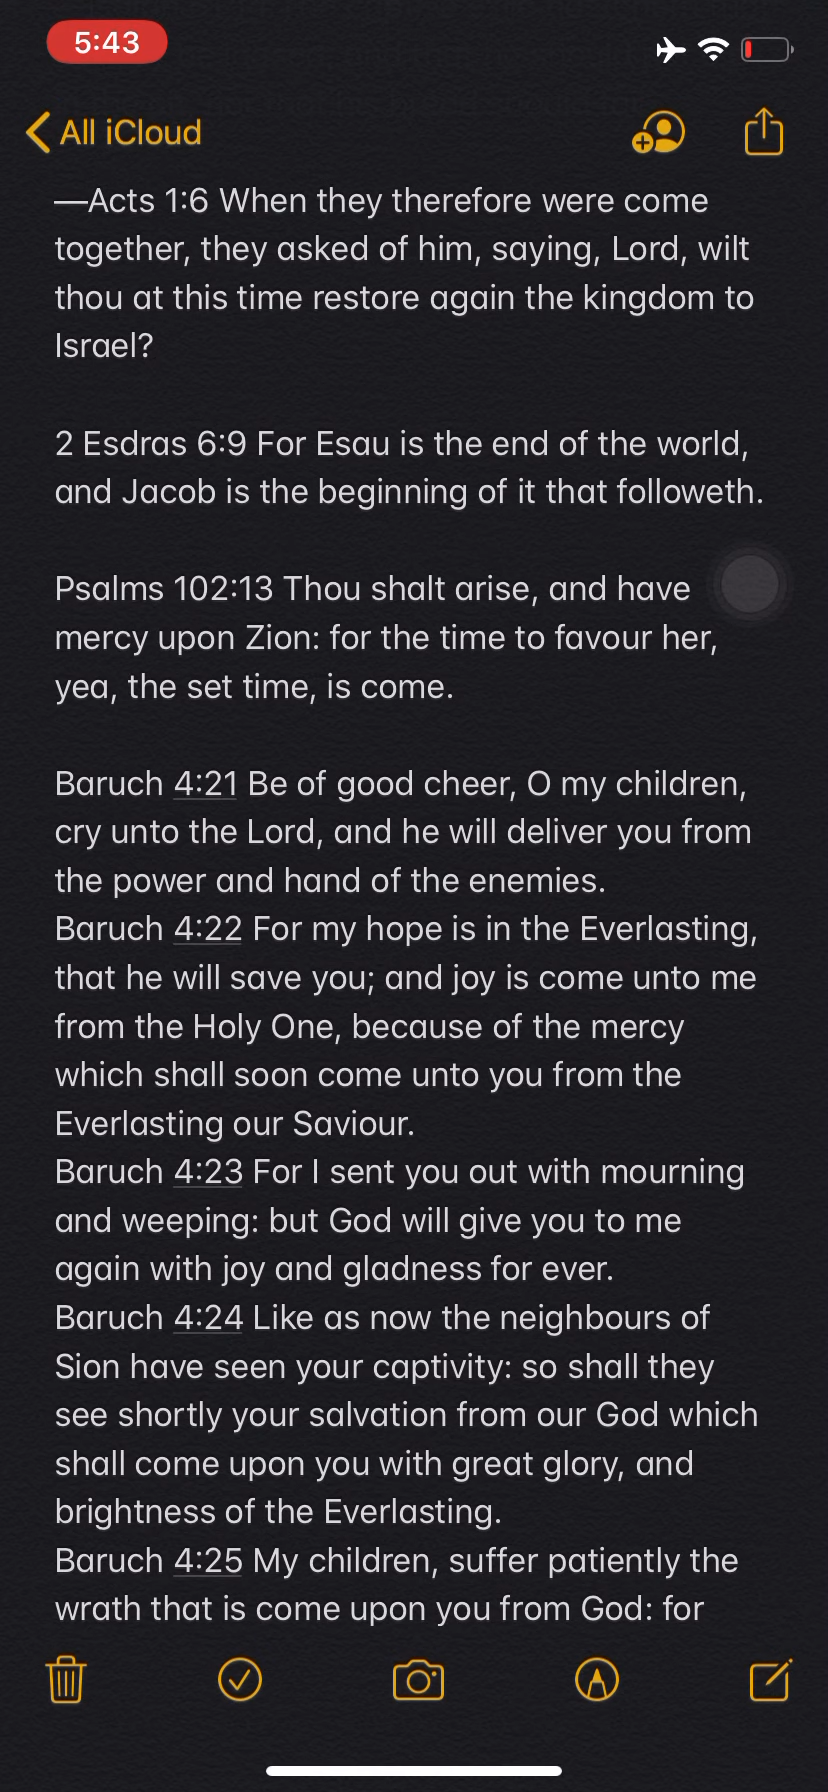 5:43
All iCloud
—Acts 1:6 When they therefore were come
together, they asked of him, saying, Lord, wilt
thou at this time restore again the kingdom to
Israel?
2 Esdras 6:9 For Esau is the end of the world,
and Jacob is the beginning of it that followeth.
Psalms 102:13 Thou shalt arise, and have
mercy upon Zion: for the time to favour her,
yea, the set time, is come.
Baruch 4:21 Be of good cheer, O my children,
cry unto the Lord, and he will deliver you from
the power and hand of the enemies.
Baruch 4:22 For my hope is in the Everlasting,
that he will save you; and joy is come unto me
from the Holy One, because of the mercy
which shall soon come unto you from the
Everlasting our Saviour.
Baruch 4:23 For I sent you out with mourning
and weeping: but God will give you to me
again with joy and gladness for ever.
Baruch 4:24 Like as now the neighbours of
Sion have seen your captivity: so shall they
see shortly your salvation from our God which
shall come upon you with great glory, and
brightness of the Everlasting.
Baruch 4:25 My children, suffer patiently the
wrath that is come upon you from God: for